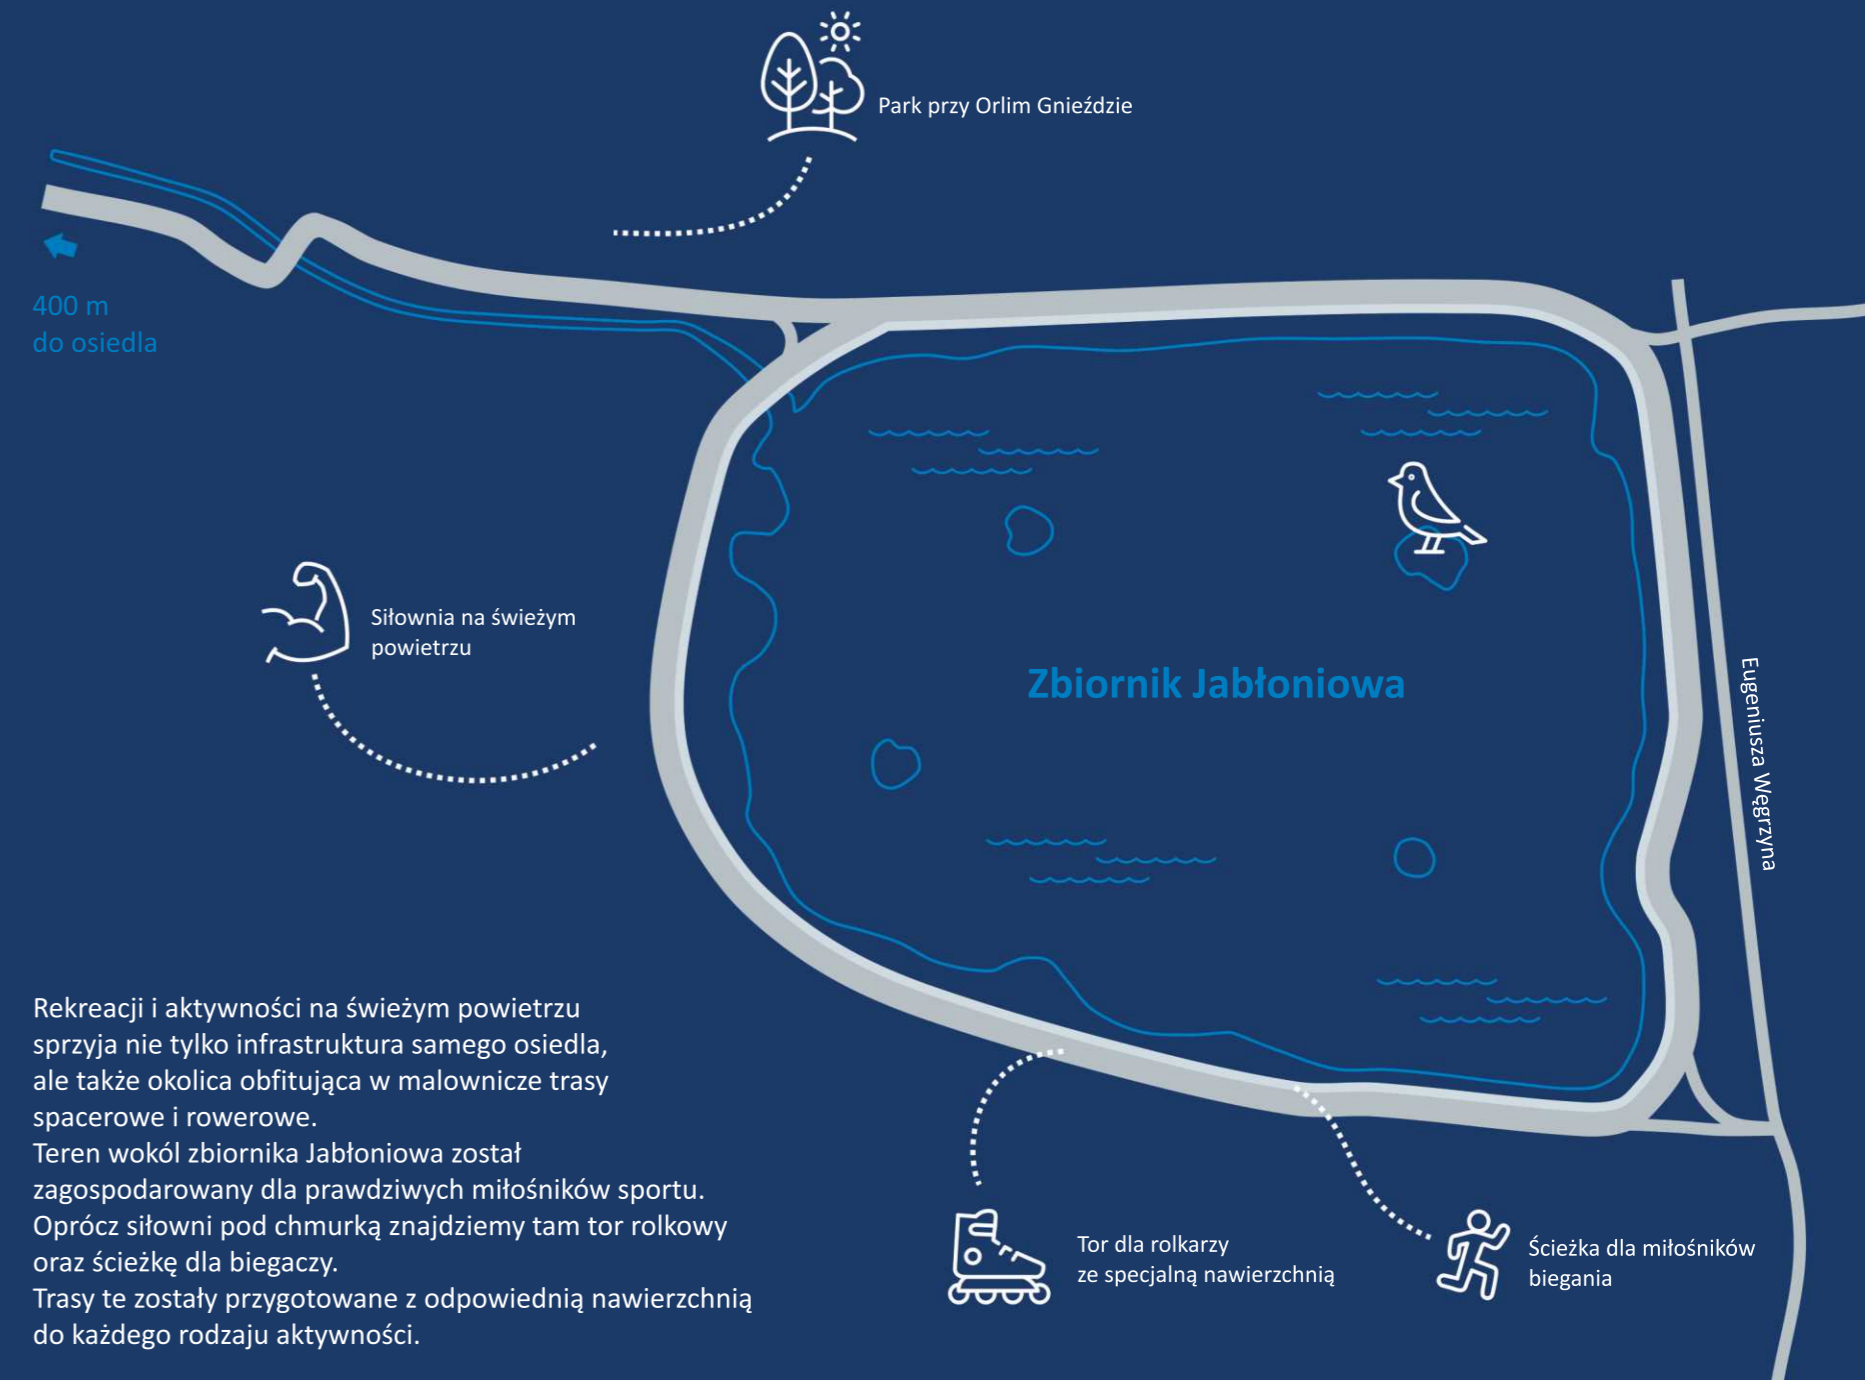 Park przy Orlim Gnieździe
400 m
do osiedla
Siłownia na świeżym
powietrzu
Zbiornik Jabłoniowa
Eugeniusza Węgrzyna
Rekreacji i aktywności na świeżym powietrzu
sprzyja nie tylko infrastruktura samego osiedla,
ale także okolica obfitująca w malownicze trasy
spacerowe i rowerowe.
Teren wokól zbiornika Jabłoniowa został
zagospodarowany dla prawdziwych miłośników sportu.
Oprócz siłowni pod chmurką znajdziemy tam tor rolkowy
oraz ścieżkę dla biegaczy.
Trasy te zostały przygotowane z odpowiednią nawierzchnią
do każdego rodzaju aktywności.
Tor dla rolkarzy
ze specjalną nawierzchnią
Ścieżka dla miłośników
biegania